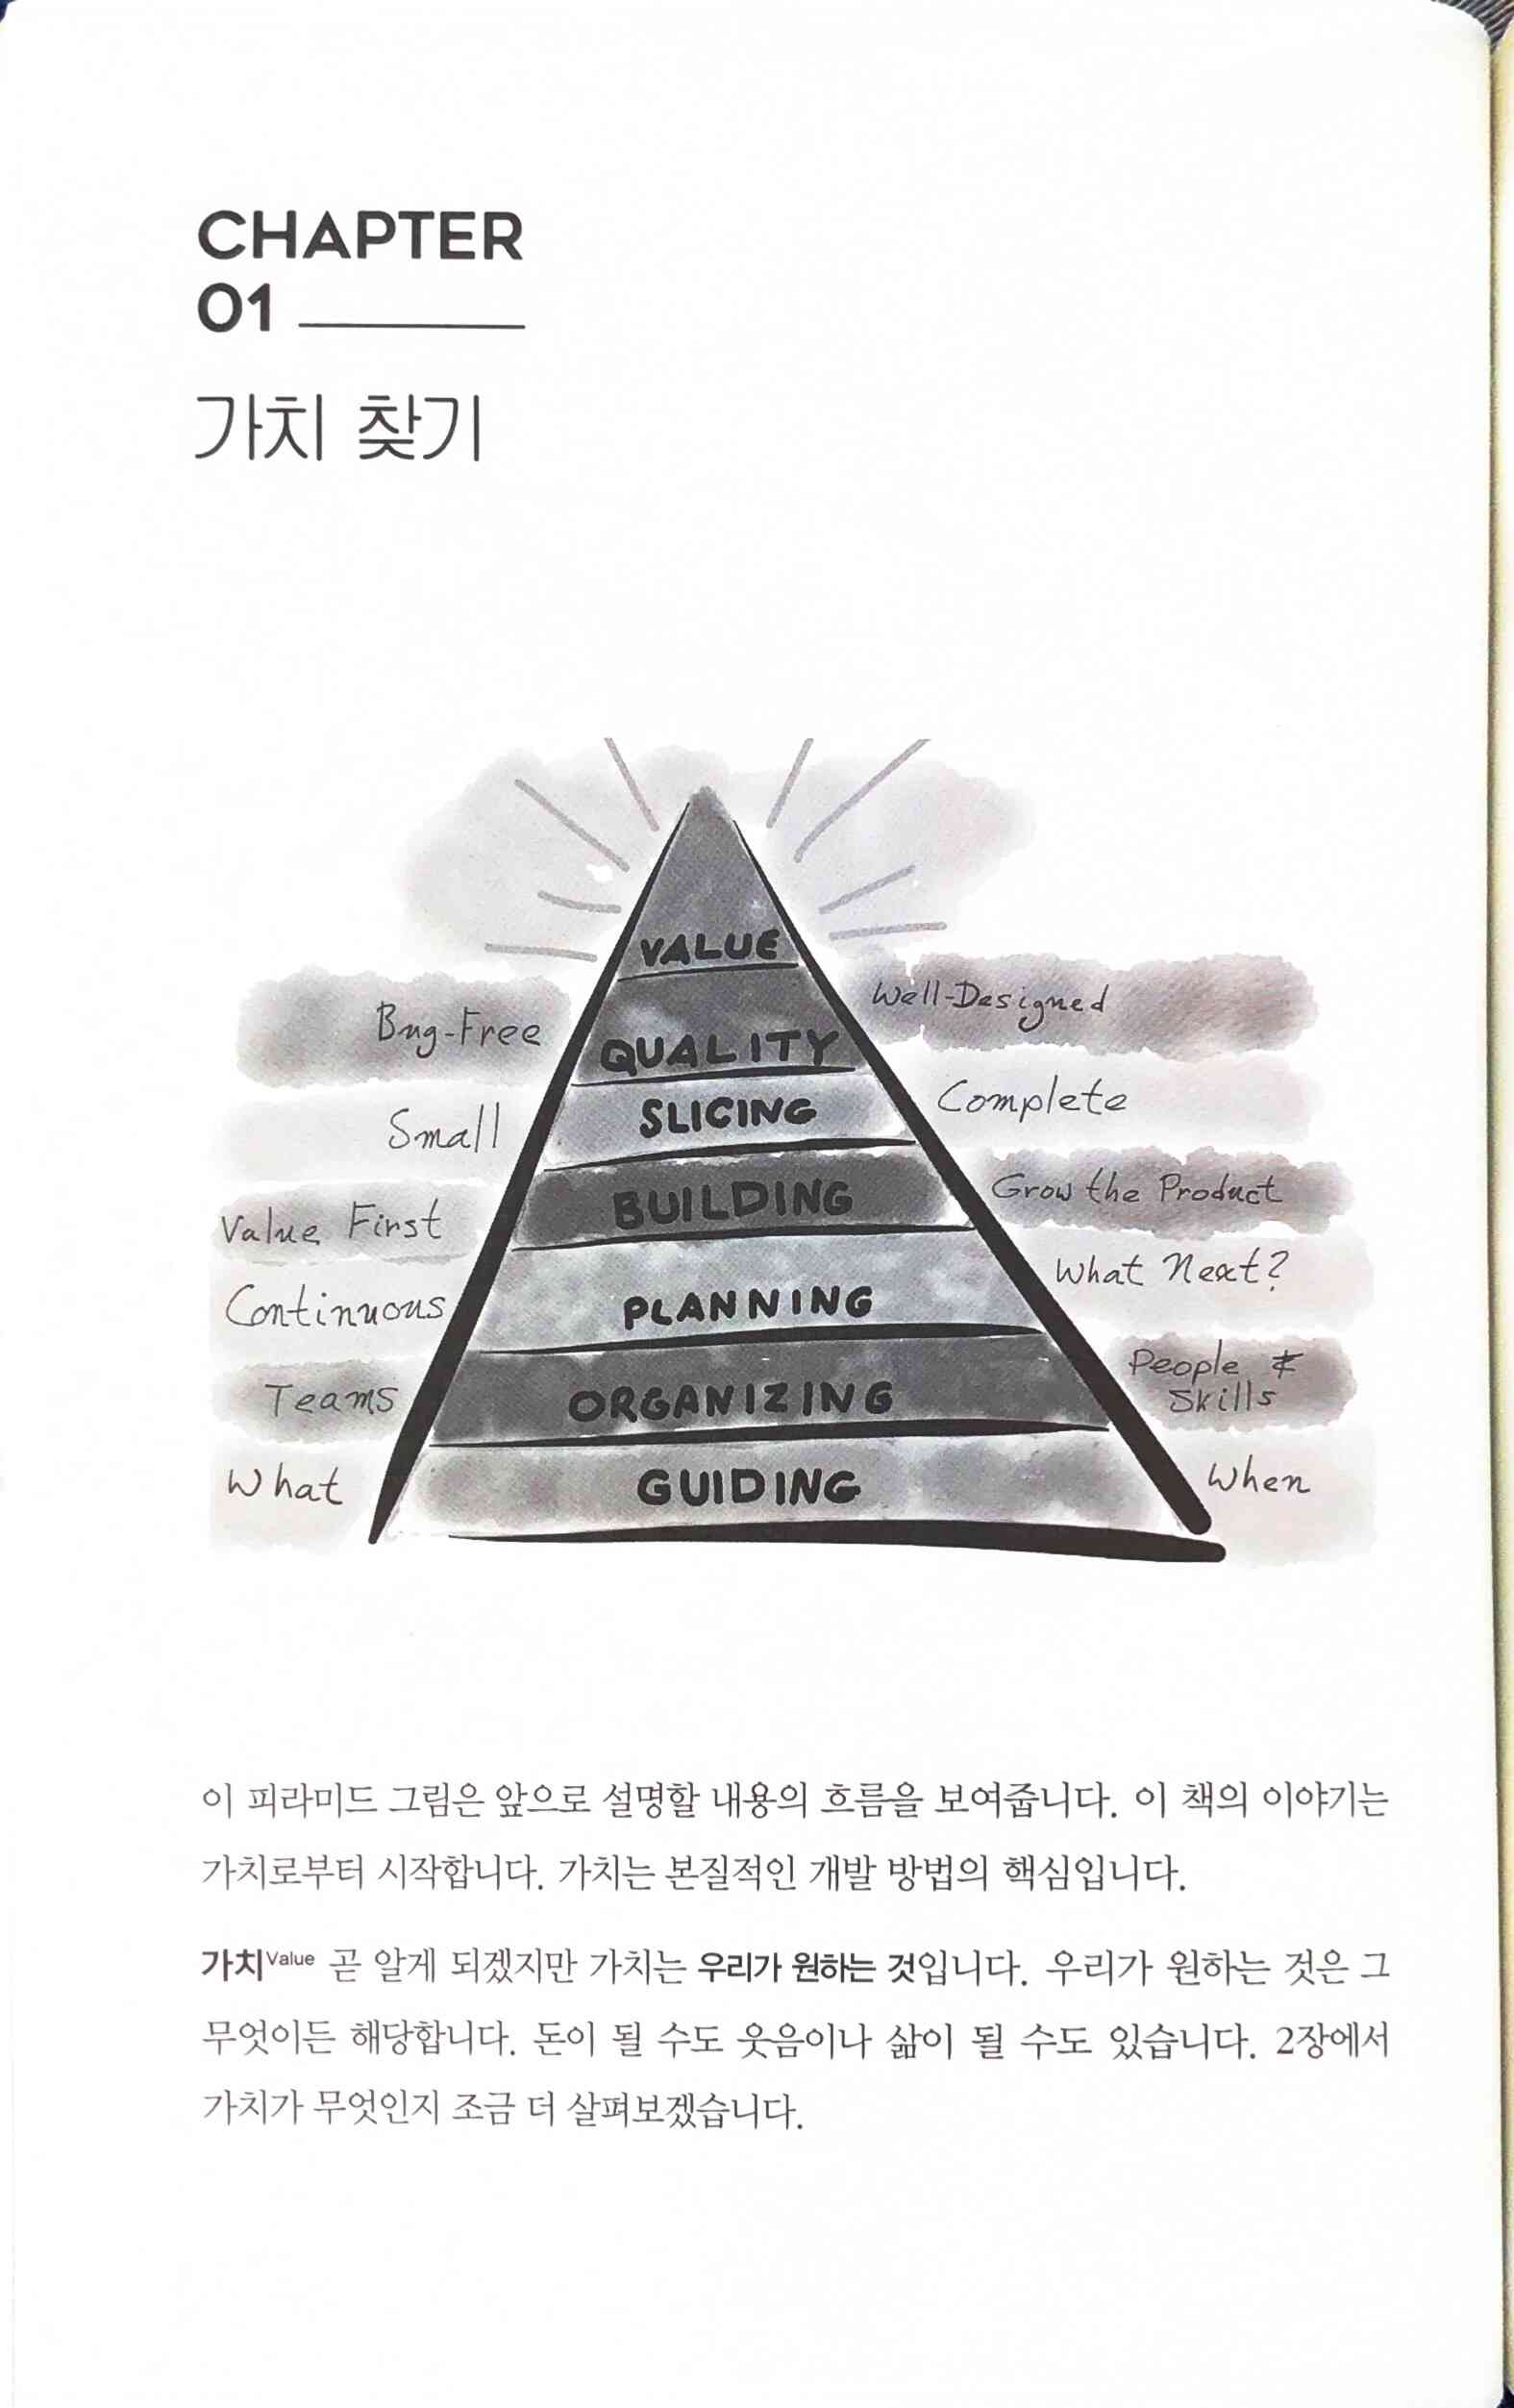 CHAPTER
01
가치 찾기
VALUE
Bug-Free
QUALITY
Well-Designed
Small
SLICING
Complete
Value First
BUILDING
Grow the Product
Continuous
PLANNING
What Next?
Teams
ORGANIZING
People &
Skills
What
GUIDING
When
이 피라미드 그림은 앞으로 설명할 내용의 흐름을 보여줍니다. 이 책의 이야기는
가치로부터 시작합니다. 가치는 본질적인 개발 방법의 핵심입니다.
가치Value 곧 알게 되겠지만 가치는 우리가 원하는 것입니다. 우리가 원하는 것은 그
무엇이든 해당합니다. 돈이 될 수도 웃음이나 삶이 될 수도 있습니다. 2장에서
가치가 무엇인지 조금 더 살펴보겠습니다.